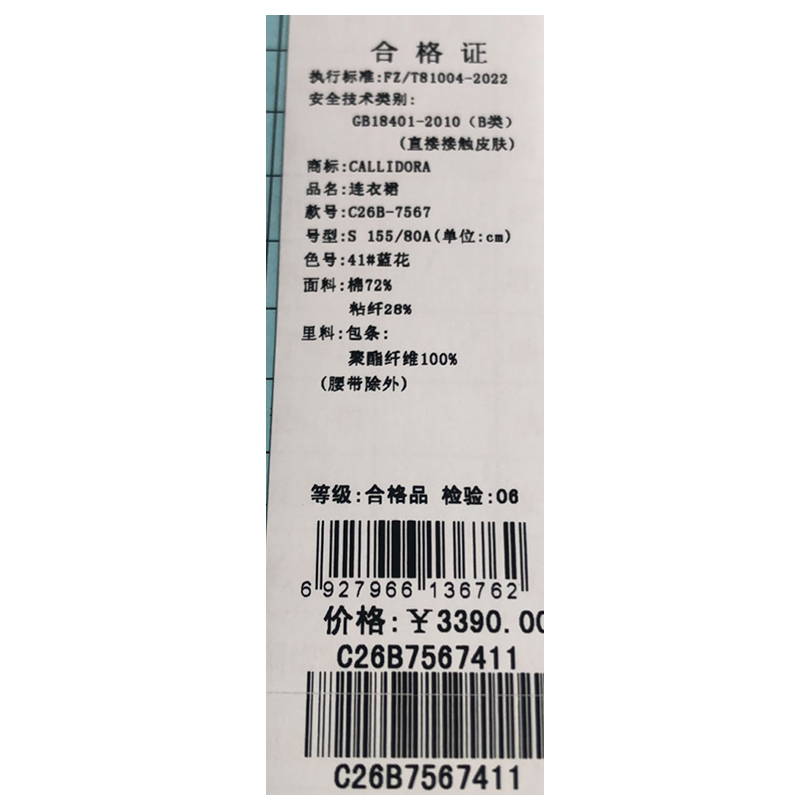 合格证
执行标准:FZ/T81004-2022
安全技术类别:
GB18401-2010（B类）
（直接接触皮肤）
商标:CALLIDORA
品名:连衣裙
款号:C26B-7567
号型:S 155/80A(单位:cm)
色号:41#蓝花
面料:棉72%
粘纤28%
里料:包条:
聚酯纤维100%
（腰带除外）
等级:合格品 检验:06
6 927966 136762
价格:￥3390.00
C26B7567411
C26B7567411